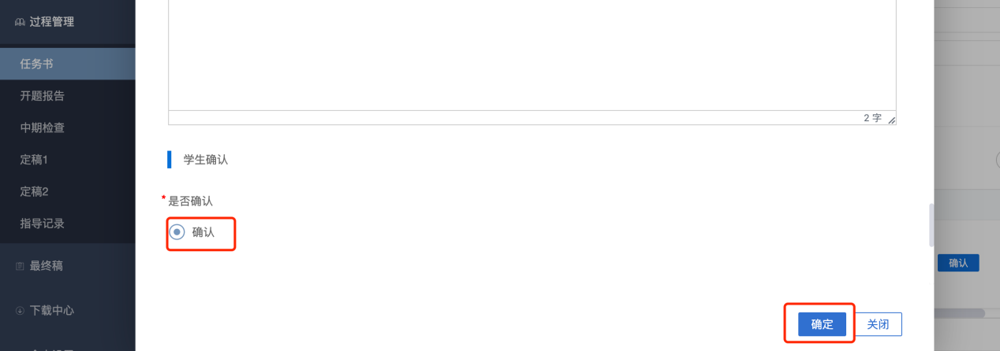 过程管理
任务书
开题报告
中期检查
定稿1
定稿2
指导记录
最终稿
下载中心
2 字
学生确认
*是否确认
确认
确定
关闭
确认